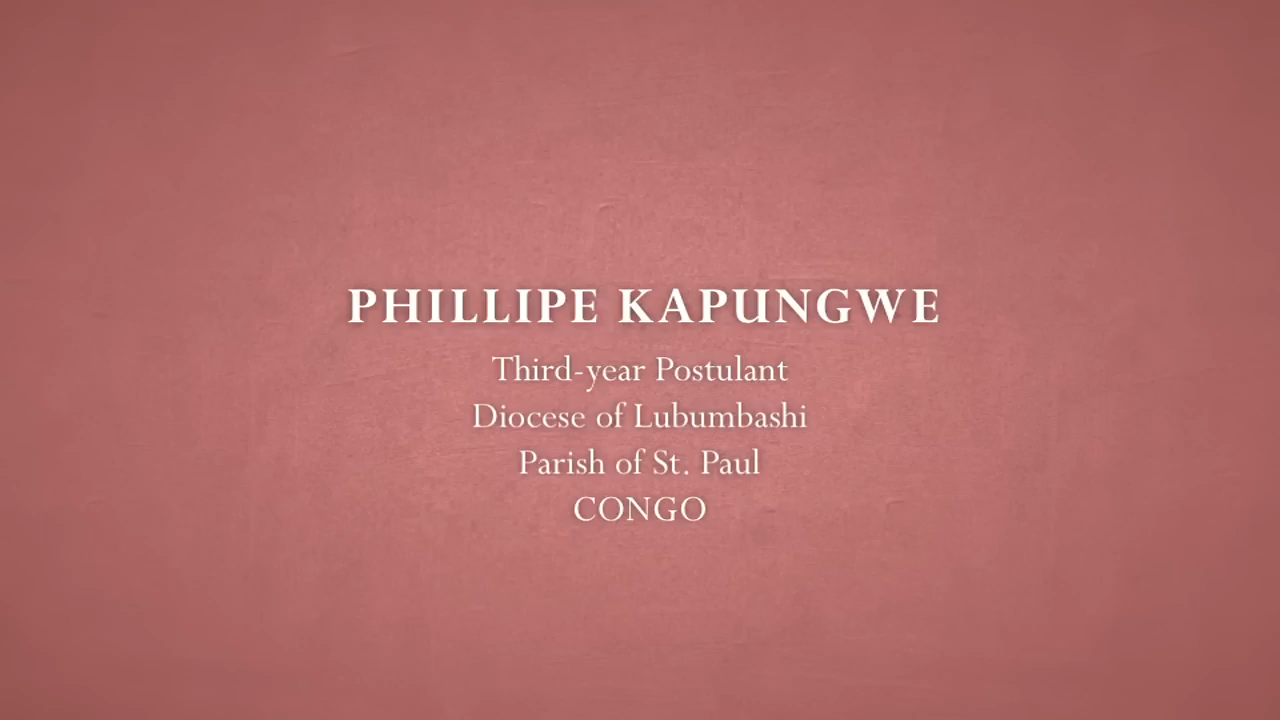 PHILLIPE KAPUNGWE
Third-year Postulant
Diocese of Lubumbashi
Parish of St. Paul
CONGO